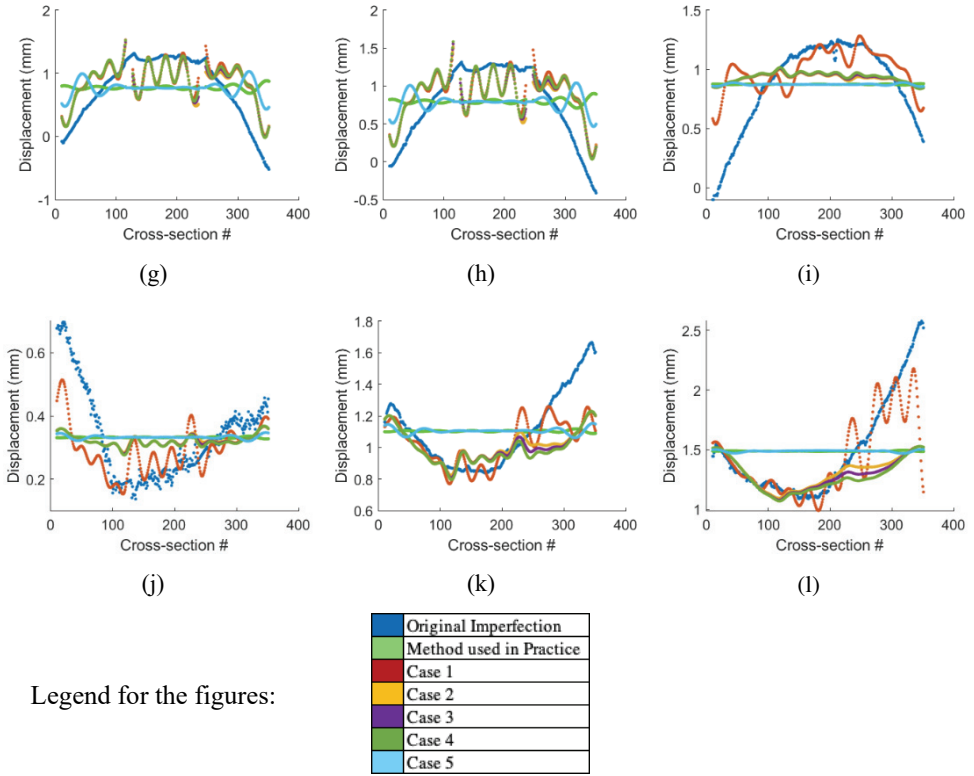 2
1
0
-1
Displacement (mm)
0
100
200
300
400
Cross-section #
(g)
2
1.5
1
0.5
0
-0.5
Displacement (mm)
0
100
200
300
400
Cross-section #
(h)
1.5
1
0.5
0
Displacement (mm)
0
100
200
300
400
Cross-section #
(i)
0.6
0.4
0.2
Displacement (mm)
0
100
200
300
400
Cross-section #
(j)
1.8
1.6
1.4
1.2
1
0.8
0.6
Displacement (mm)
0
100
200
300
400
Cross-section #
(k)
2.5
2
1.5
1
Displacement (mm)
0
100
200
300
400
Cross-section #
(l)
Legend for the figures:
Original Imperfection
Method used in Practice
Case 1
Case 2
Case 3
Case 4
Case 5